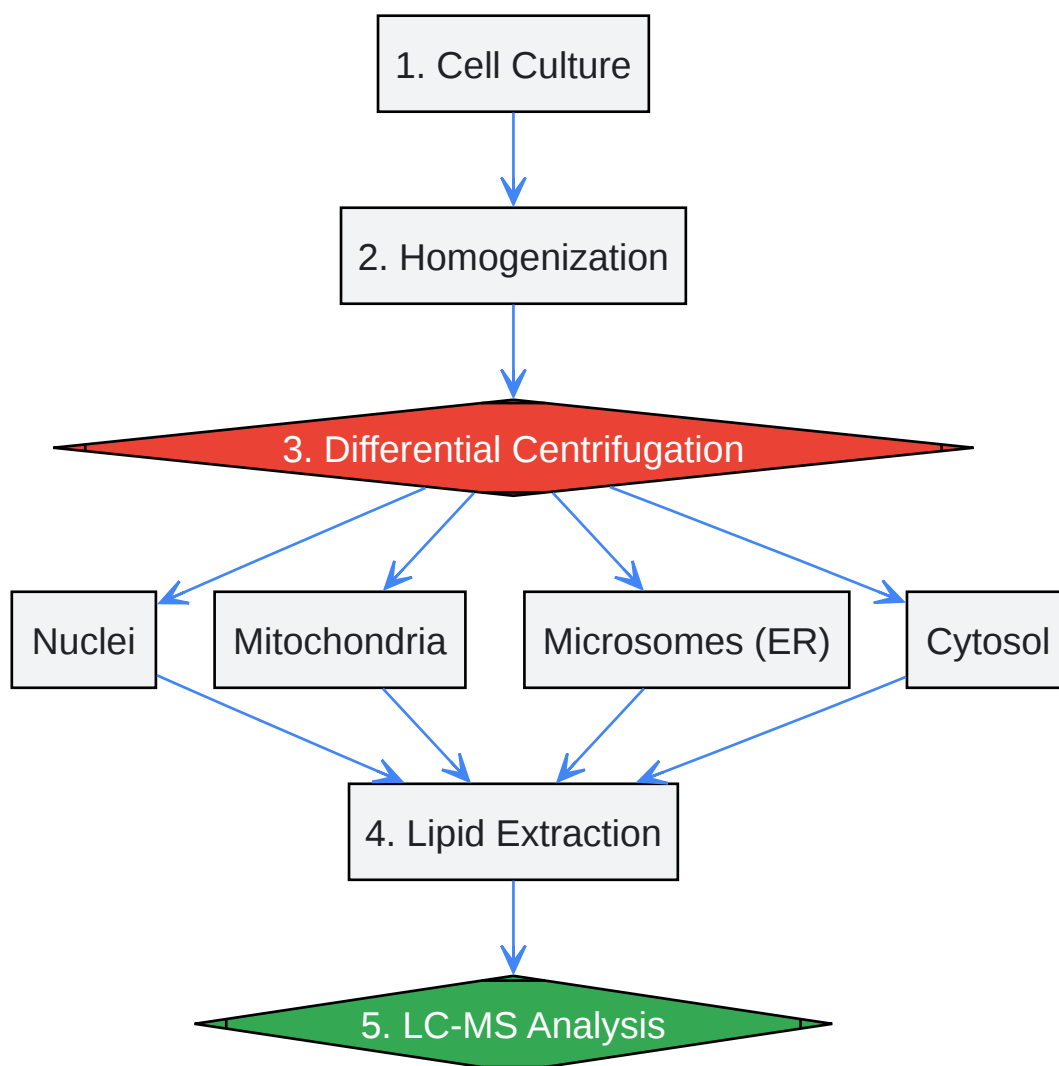 1. Cell Culture
2. Homogenization
3. Differential Centrifugation
Nuclei
Mitochondria
Microsomes (ER)
Cytosol
4. Lipid Extraction
5. LC-MS Analysis